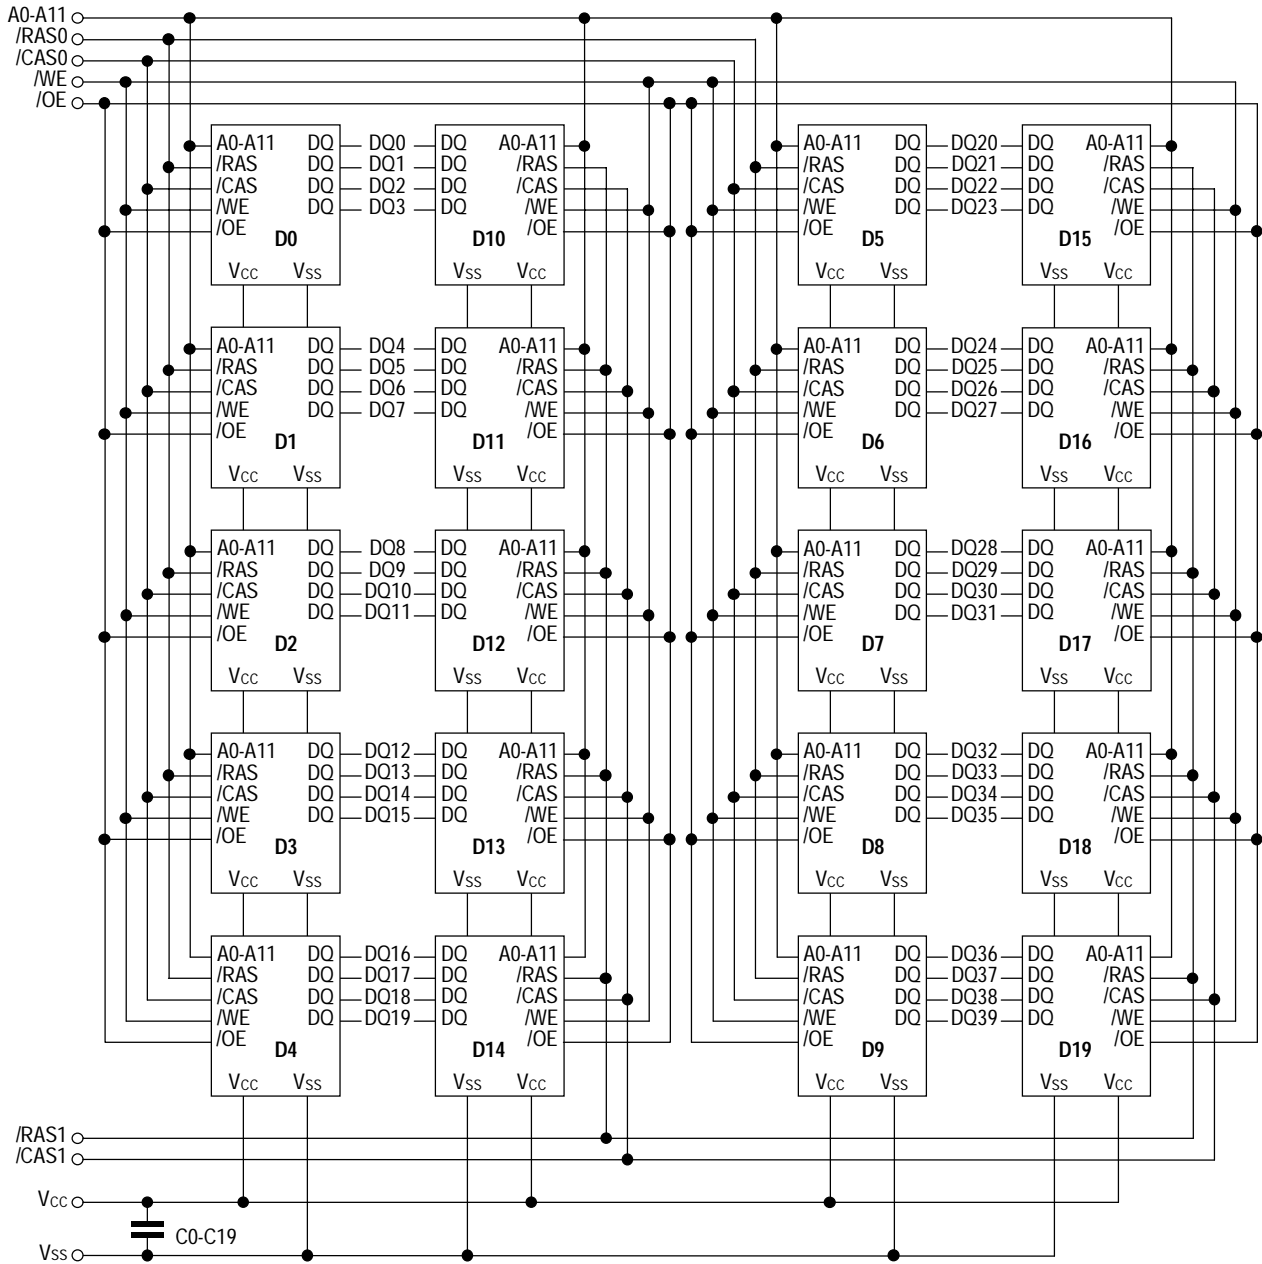 A0-A11
/RAS0
/CAS0
/WE
/OE
A0-A11 DQ DQ0 DQ A0-A11 A0-A11 DQ DQ20 DQ A0-A11
/RAS DQ DQ1 DQ /RAS /RAS DQ DQ21 DQ /RAS
/CAS DQ DQ2 DQ /CAS /CAS DQ DQ22 DQ /CAS
/WE DQ DQ3 DQ /WE /WE DQ DQ23 DQ /WE
/OE D0 D10 /OE /OE D5 D15 /OE
VCC VSS VSS VCC VCC VSS VSS VCC
A0-A11 DQ DQ4 DQ A0-A11 A0-A11 DQ DQ24 DQ A0-A11
/RAS DQ DQ5 DQ /RAS /RAS DQ DQ25 DQ /RAS
/CAS DQ DQ6 DQ /CAS /CAS DQ DQ26 DQ /CAS
/WE DQ DQ7 DQ /WE /WE DQ DQ27 DQ /WE
/OE D1 D11 /OE /OE D6 D16 /OE
VCC VSS VSS VCC VCC VSS VSS VCC
A0-A11 DQ DQ8 DQ A0-A11 A0-A11 DQ DQ28 DQ A0-A11
/RAS DQ DQ9 DQ /RAS /RAS DQ DQ29 DQ /RAS
/CAS DQ DQ10 DQ /CAS /CAS DQ DQ30 DQ /CAS
/WE DQ DQ11 DQ /WE /WE DQ DQ31 DQ /WE
/OE D2 D12 /OE /OE D7 D17 /OE
VCC VSS VSS VCC VCC VSS VSS VCC
A0-A11 DQ DQ12 DQ A0-A11 A0-A11 DQ DQ32 DQ A0-A11
/RAS DQ DQ13 DQ /RAS /RAS DQ DQ33 DQ /RAS
/CAS DQ DQ14 DQ /CAS /CAS DQ DQ34 DQ /CAS
/WE DQ DQ15 DQ /WE /WE DQ DQ35 DQ /WE
/OE D3 D13 /OE /OE D8 D18 /OE
VCC VSS VSS VCC VCC VSS VSS VCC
A0-A11 DQ DQ16 DQ A0-A11 A0-A11 DQ DQ36 DQ A0-A11
/RAS DQ DQ17 DQ /RAS /RAS DQ DQ37 DQ /RAS
/CAS DQ DQ18 DQ /CAS /CAS DQ DQ38 DQ /CAS
/WE DQ DQ19 DQ /WE /WE DQ DQ39 DQ /WE
/OE D4 D14 /OE /OE D9 D19 /OE
VCC VSS VSS VCC VCC VSS VSS VCC
/RAS1
/CAS1
VCC
C0-C19
VSS